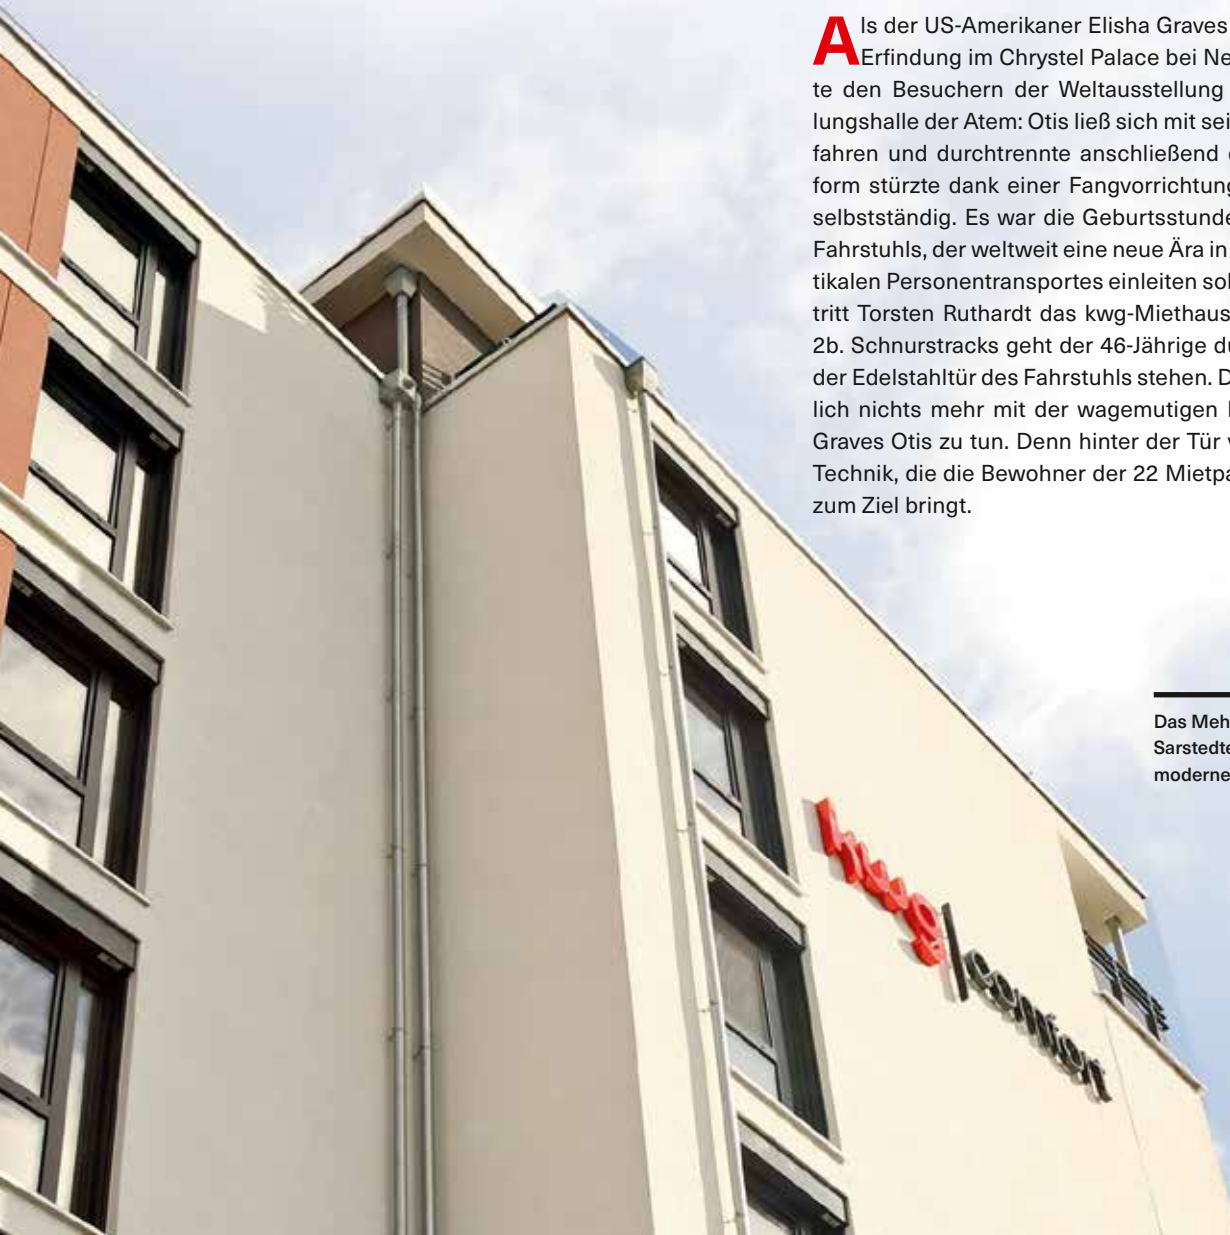 Als der US-Amerikaner Elisha Graves
Erfindung im Chrystel Palace bei Ne
te den Besuchern der Weltausstellung
lungshalle der Atem: Otis ließ sich mit sei
fahren und durchtrennte anschließend
form stürzte dank einer Fangvorrichtung
selbstständig. Es war die Geburtsstunde
Fahrstuhls, der weltweit eine neue Ära in
tikalen Personentransportes einleiten sol
tritt Torsten Ruthardt das kwg-Miethaus
2b. Schnurstracks geht der 46-Jährige du
der Edelstahltür des Fahrstuhls stehen. D
lich nichts mehr mit der wagemutigen
Graves Otis zu tun. Denn hinter der Tür
Technik, die die Bewohner der 22 Mietpa
zum Ziel bringt.
Das Meh
Sarstedte
moderne
kwg|comfort